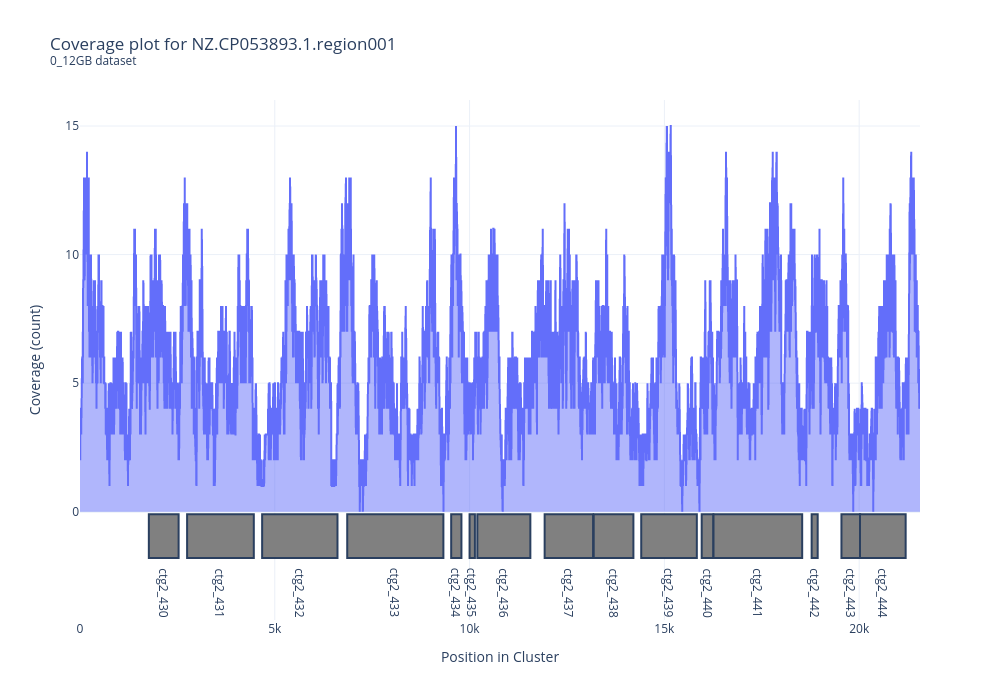 Coverage plot for NZ.CP053893.1.region001
0_12GB dataset
15
10
5
0
Coverage (count)
ctg2_430
ctg2_431
ctg2_432
ctg2_433
ctg2_434
ctg2_435
ctg2_436
ctg2_437
ctg2_438
ctg2_439
ctg2_440
ctg2_441
ctg2_442
ctg2_443
ctg2_444
0 5k 10k 15k 20k
Position in Cluster